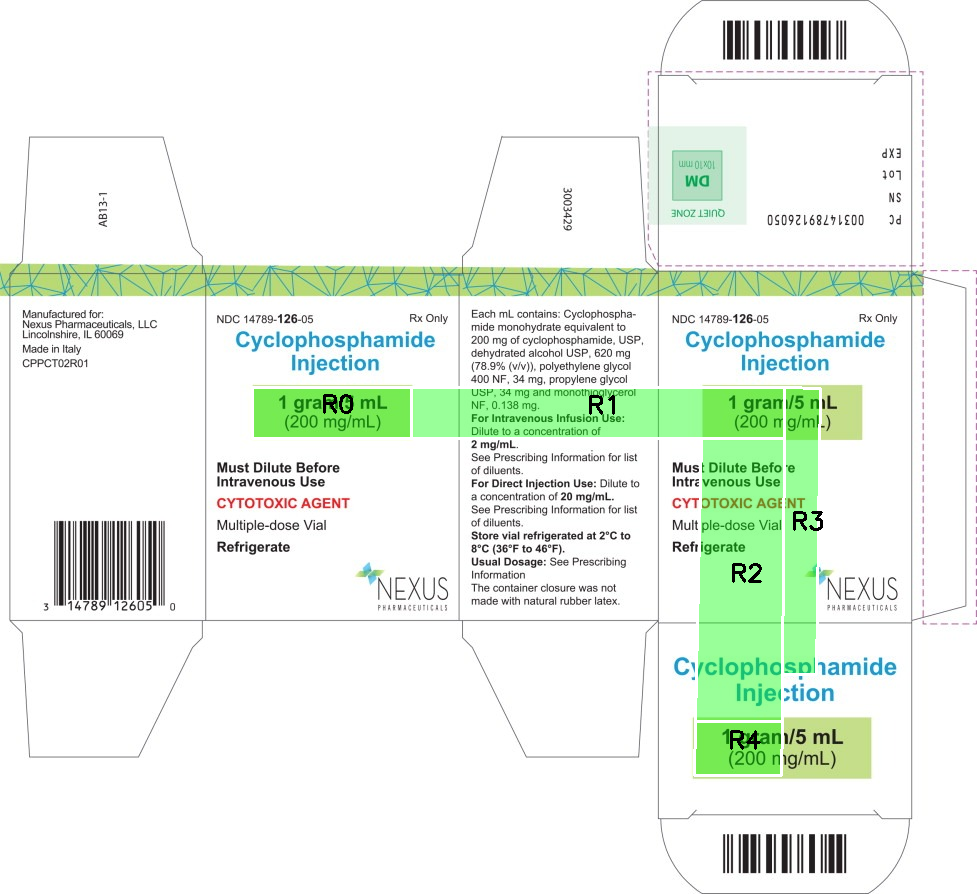 AB13-1
3003429
QUIET ZONE
DM
10x10 mm
PC 00314789126050
SN
Lot
EXP
Manufactured for:
Nexus Pharmaceuticals, LLC
Lincolnshire, IL 60069
Made in Italy
CPPCT02R01
3 14789 12605 0
NDC 14789-126-05 Rx Only
Cyclophosphamide
Injection
1 gram/5 mL
(200 mg/mL)
R0
Must Dilute Before
Intravenous Use
CYTOTOXIC AGENT
Multiple-dose Vial
Refrigerate
NEXUS
PHARMACEUTICALS
Each mL contains: Cyclophospha-
mide monohydrate equivalent to
200 mg of cyclophosphamide, USP,
dehydrated alcohol USP, 620 mg
(78.9% (v/v)), polyethylene glycol
400 NF, 34 mg, propylene glycol
USP, 34 mg and monothioglycerol
NF, 0.138 mg.
R1
For Intravenous Infusion Use:
Dilute to a concentration of
2 mg/mL.
See Prescribing Information for list
of diluents.
For Direct Injection Use: Dilute to
a concentration of 20 mg/mL.
See Prescribing Information for list
of diluents.
Store vial refrigerated at 2°C to
8°C (36°F to 46°F).
Usual Dosage: See Prescribing
Information
The container closure was not
made with natural rubber latex.
NDC 14789-126-05 Rx Only
Cyclophosphamide
Injection
1 gram/5 mL
(200 mg/mL)
Must Dilute Before
Intravenous Use
CYTOTOXIC AGENT
Multiple-dose Vial
R3
Refrigerate
R2
NEXUS
PHARMACEUTICALS
Cyclophosphamide
Injection
1 gram/5 mL
(200 mg/mL)
R4